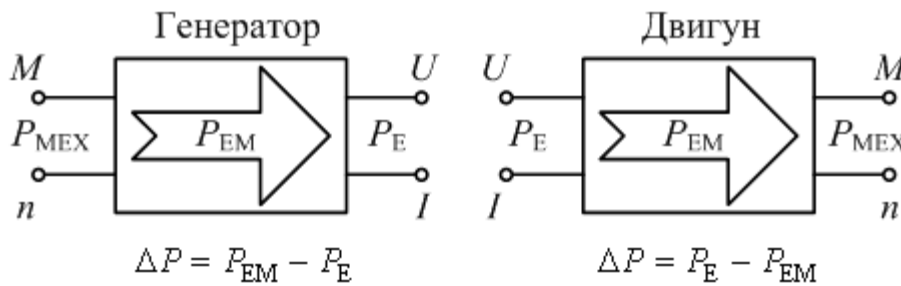 Генератор
M U
P_МЕХ P_ЕМ P_Е
n I
ΔP = P_ЕМ − P_Е
Двигун
U M
P_Е P_ЕМ P_МЕХ
I n
ΔP = P_Е − P_ЕМ